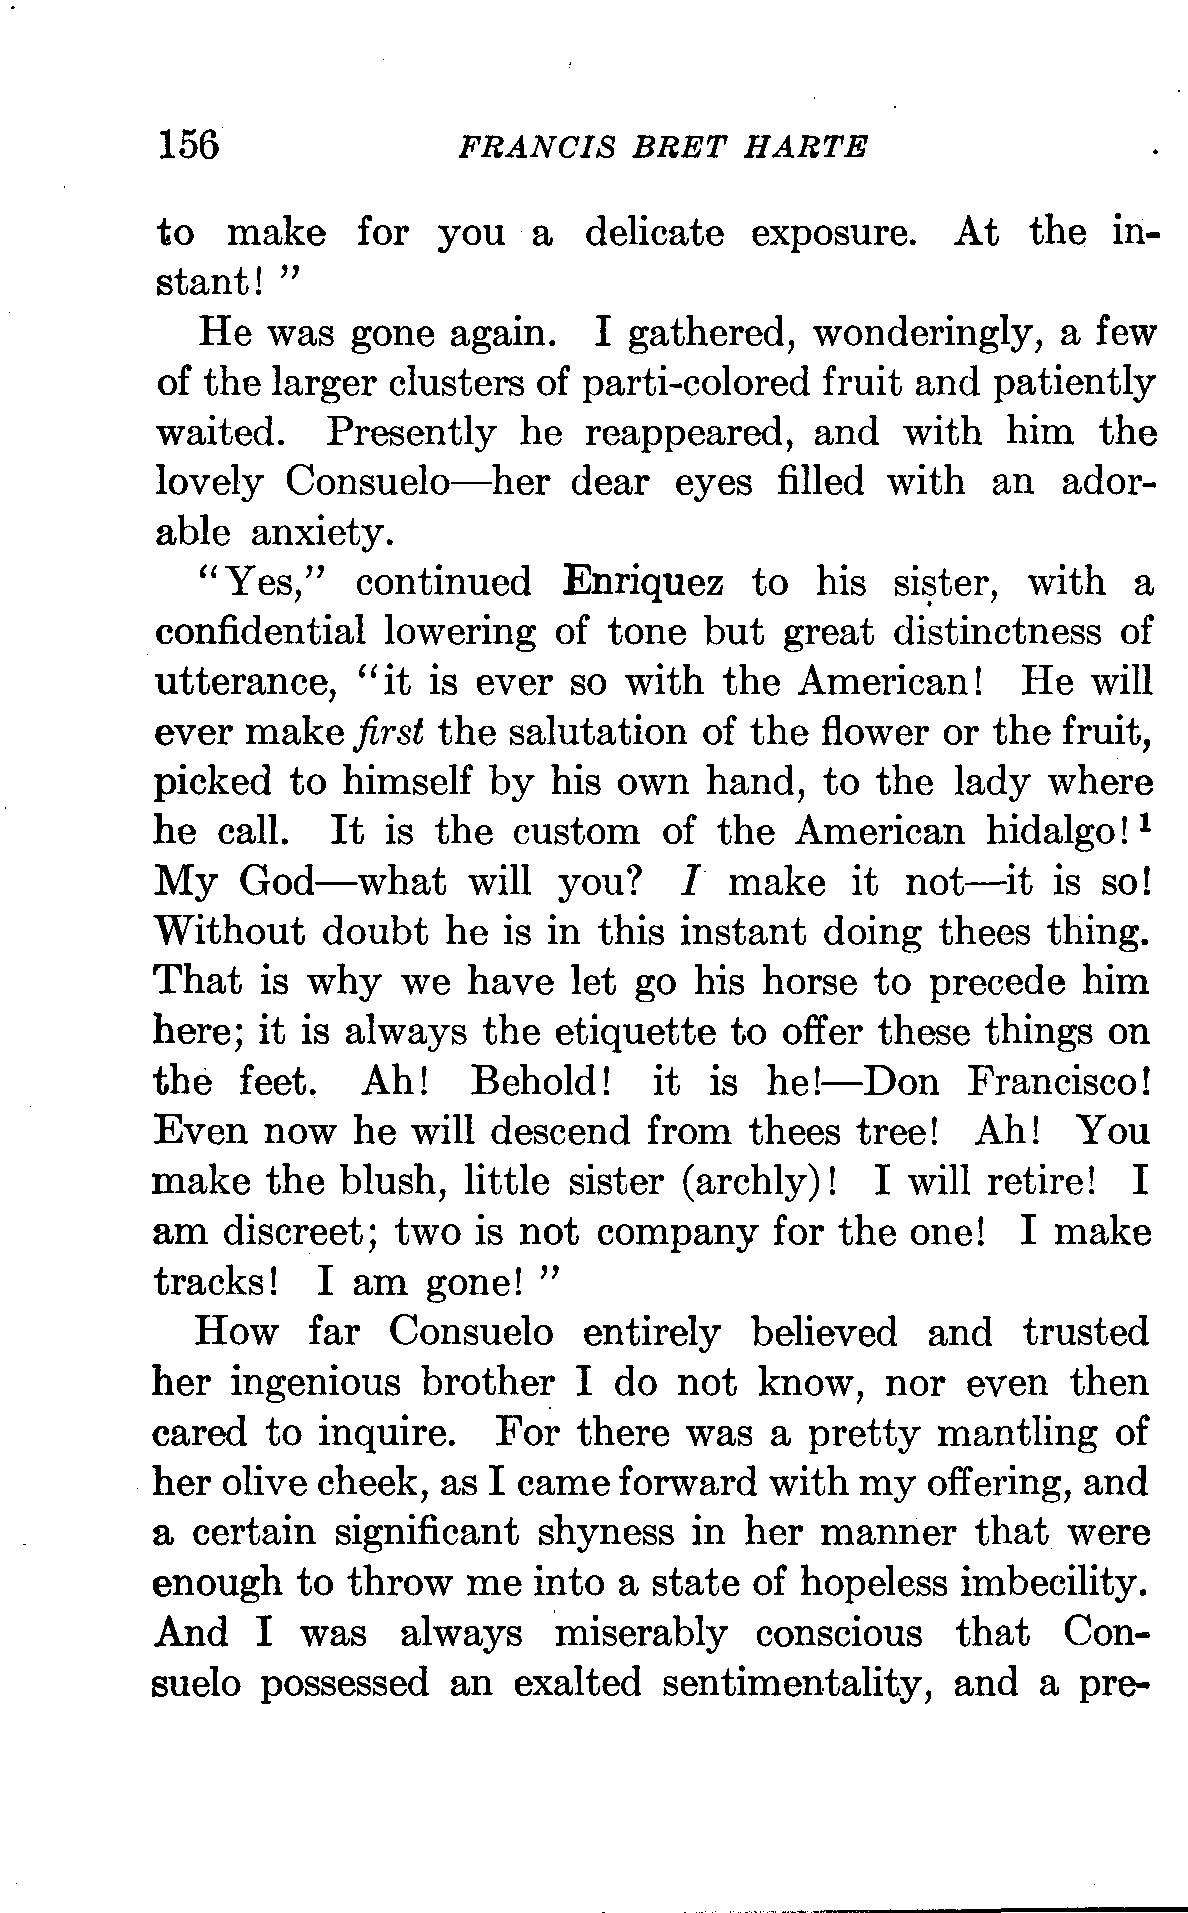 156 FRANCIS BRET HARTE
to make for you a delicate exposure. At the in-
stant! "
He was gone again. I gathered, wonderingly, a few
of the larger clusters of parti-colored fruit and patiently
waited. Presently he reappeared, and with him the
lovely Consuelo—her dear eyes filled with an ador-
able anxiety.
"Yes," continued Enriquez to his sister, with a
confidential lowering of tone but great distinctness of
utterance, "it is ever so with the American! He will
ever make first the salutation of the flower or the fruit,
picked to himself by his own hand, to the lady where
he call. It is the custom of the American hidalgo!¹
My God—what will you? I make it not—it is so!
Without doubt he is in this instant doing thees thing.
That is why we have let go his horse to precede him
here; it is always the etiquette to offer these things on
the feet. Ah! Behold! it is he!—Don Francisco!
Even now he will descend from thees tree! Ah! You
make the blush, little sister (archly)! I will retire! I
am discreet; two is not company for the one! I make
tracks! I am gone! "
How far Consuelo entirely believed and trusted
her ingenious brother I do not know, nor even then
cared to inquire. For there was a pretty mantling of
her olive cheek, as I came forward with my offering, and
a certain significant shyness in her manner that were
enough to throw me into a state of hopeless imbecility.
And I was always miserably conscious that Con-
suelo possessed an exalted sentimentality, and a pre-